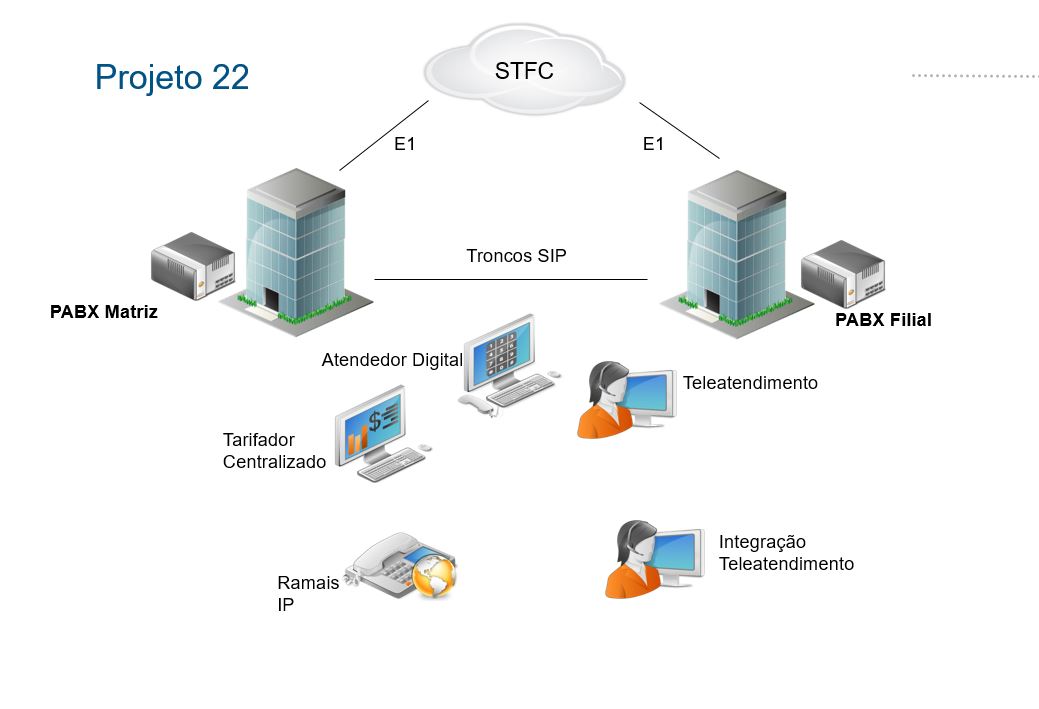 STFC
Projeto 22
E1
E1
Troncos SIP
PABX Matriz
PABX Filial
Atendedor Digital
Teleatendimento
Tarifador
Centralizado
Integração
Teleatendimento
Ramais
IP